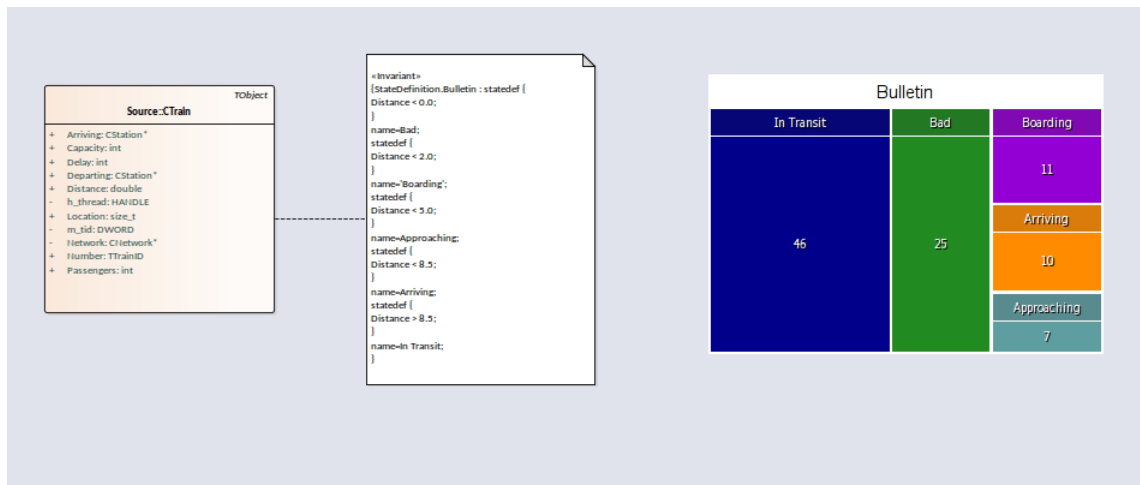 TObject
Source::CTrain
+ Arriving: CStation*
+ Capacity: int
+ Delay: int
+ Departing: CStation*
+ Distance: double
- h_thread: HANDLE
+ Location: size_t
- m_tid: DWORD
- Network: CNetwork*
+ Number: TTrainID
+ Passengers: int
«Invariant»
{StateDefinition.Bulletin : statedef {
Distance < 0.0;
}
name=Bad;
statedef {
Distance < 2.0;
}
name='Boarding';
statedef {
Distance < 5.0;
}
name=Approaching;
statedef {
Distance < 8.5;
}
name=Arriving;
statedef {
Distance > 8.5;
}
name=In Transit;
}
Bulletin
In Transit
46
Bad
25
Boarding
11
Arriving
10
Approaching
7